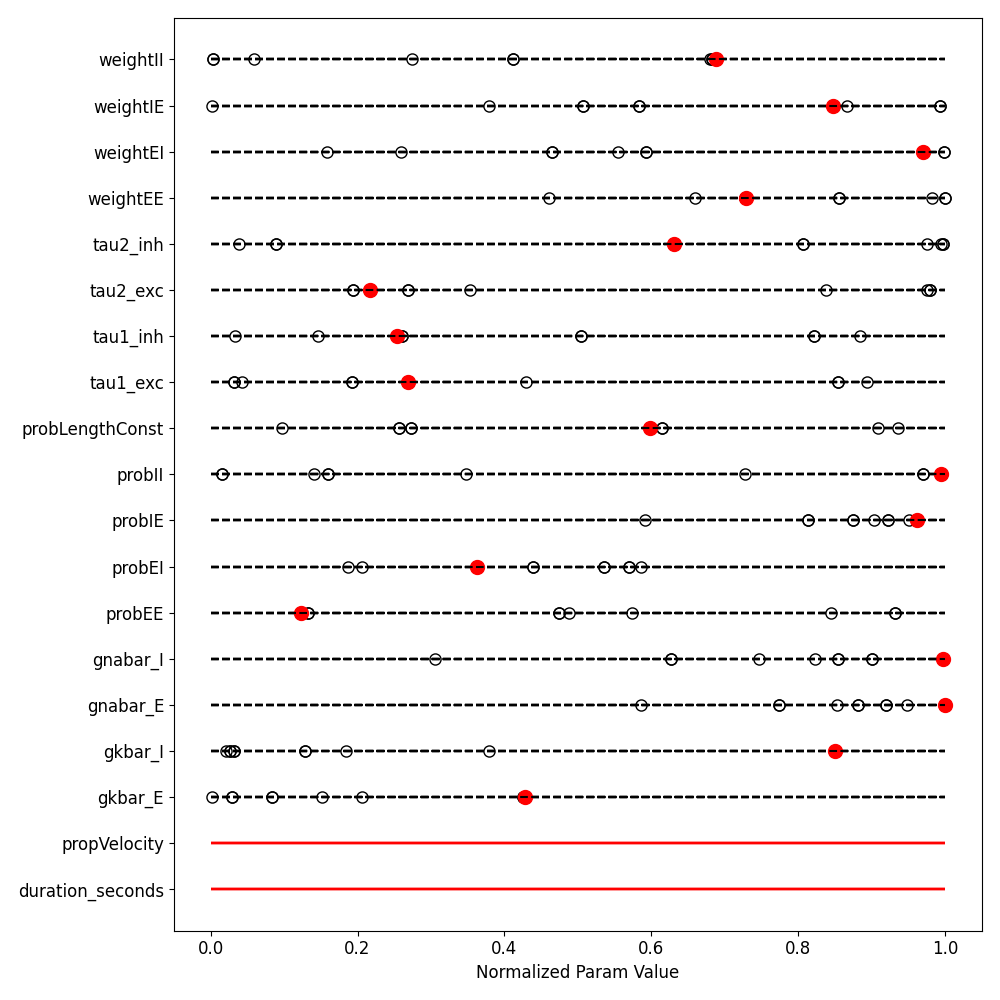 weightII
weightIE
weightEI
weightEE
tau2_inh
tau2_exc
tau1_inh
tau1_exc
probLengthConst
probII
probIE
probEI
probEE
gnabar_I
gnabar_E
gkbar_I
gkbar_E
propVelocity
duration_seconds
0.0 0.2 0.4 0.6 0.8 1.0
Normalized Param Value